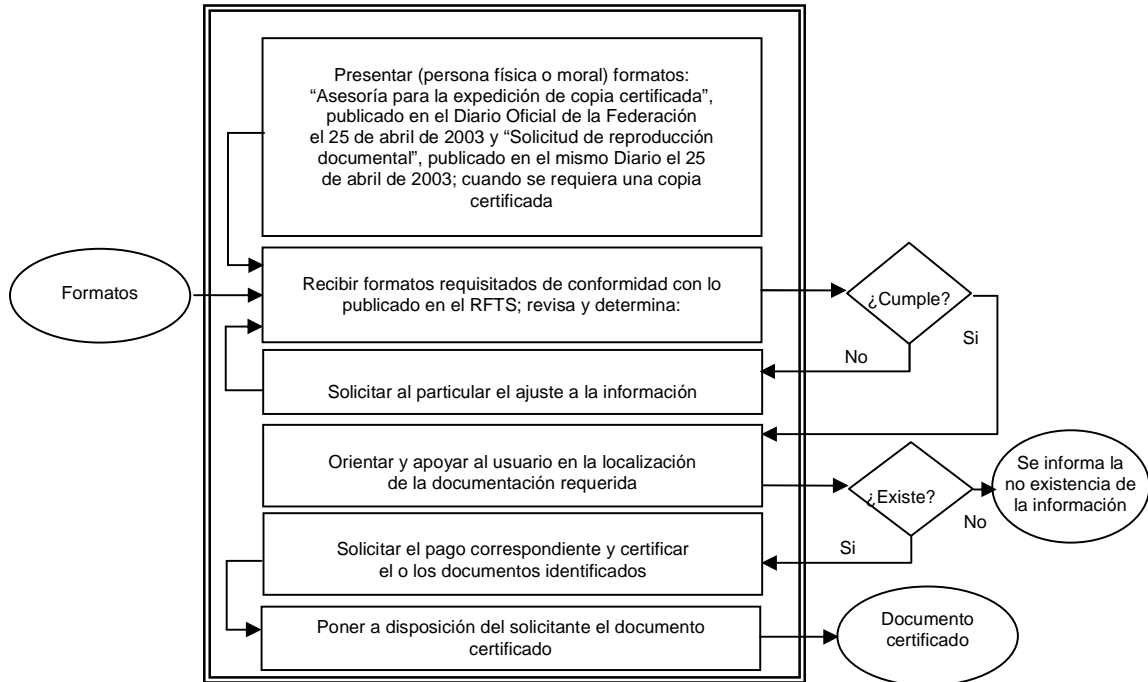 Presentar (persona física o moral) formatos:
“Asesoría para la expedición de copia certificada”,
publicado en el Diario Oficial de la Federación
el 25 de abril de 2003 y “Solicitud de reproducción
documental”, publicado en el mismo Diario el 25
de abril de 2003; cuando se requiera una copia
certificada
Formatos
Recibir formatos requisitados de conformidad con lo
publicado en el RFTS; revisa y determina:
¿Cumple?
Si
No
Solicitar al particular el ajuste a la información
Orientar y apoyar al usuario en la localización
de la documentación requerida
¿Existe?
No
Se informa la
no existencia de
la información
Si
Solicitar el pago correspondiente y certificar
el o los documentos identificados
Poner a disposición del solicitante el documento
certificado
Documento
certificado